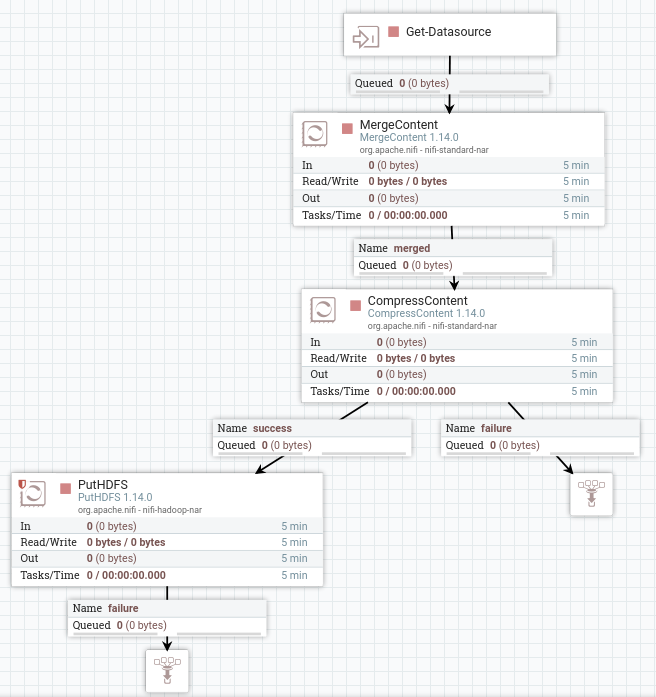 Get-Datasource
Queued 0 (0 bytes)
MergeContent
MergeContent 1.14.0
org.apache.nifi - nifi-standard-nar
In 0 (0 bytes) 5 min
Read/Write 0 bytes / 0 bytes 5 min
Out 0 (0 bytes) 5 min
Tasks/Time 0 / 00:00:00.000 5 min
Name merged
Queued 0 (0 bytes)
CompressContent
CompressContent 1.14.0
org.apache.nifi - nifi-standard-nar
In 0 (0 bytes) 5 min
Read/Write 0 bytes / 0 bytes 5 min
Out 0 (0 bytes) 5 min
Tasks/Time 0 / 00:00:00.000 5 min
Name success
Queued 0 (0 bytes)
Name failure
Queued 0 (0 bytes)
PutHDFS
PutHDFS 1.14.0
org.apache.nifi - nifi-hadoop-nar
In 0 (0 bytes) 5 min
Read/Write 0 bytes / 0 bytes 5 min
Out 0 (0 bytes) 5 min
Tasks/Time 0 / 00:00:00.000 5 min
Name failure
Queued 0 (0 bytes)